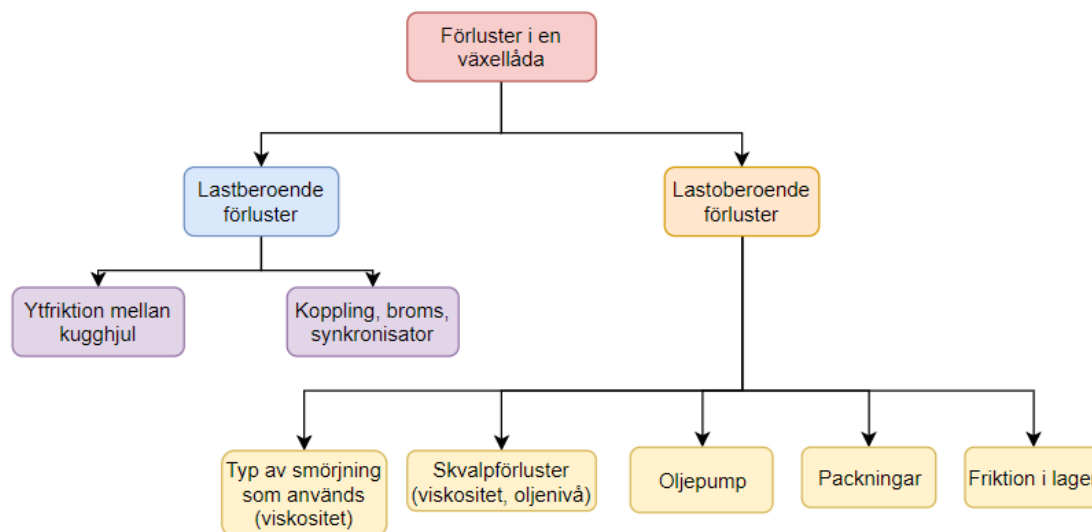 Förluster i en
växellåda
Lastberoende
förluster
Lastoberoende
förluster
Ytfriktion mellan
kugghjul
Koppling, broms,
synkronisator
Typ av smörjning
som används
(viskositet)
Skvalpförluster
(viskositet, oljenivå)
Oljepump
Packningar
Friktion i lager